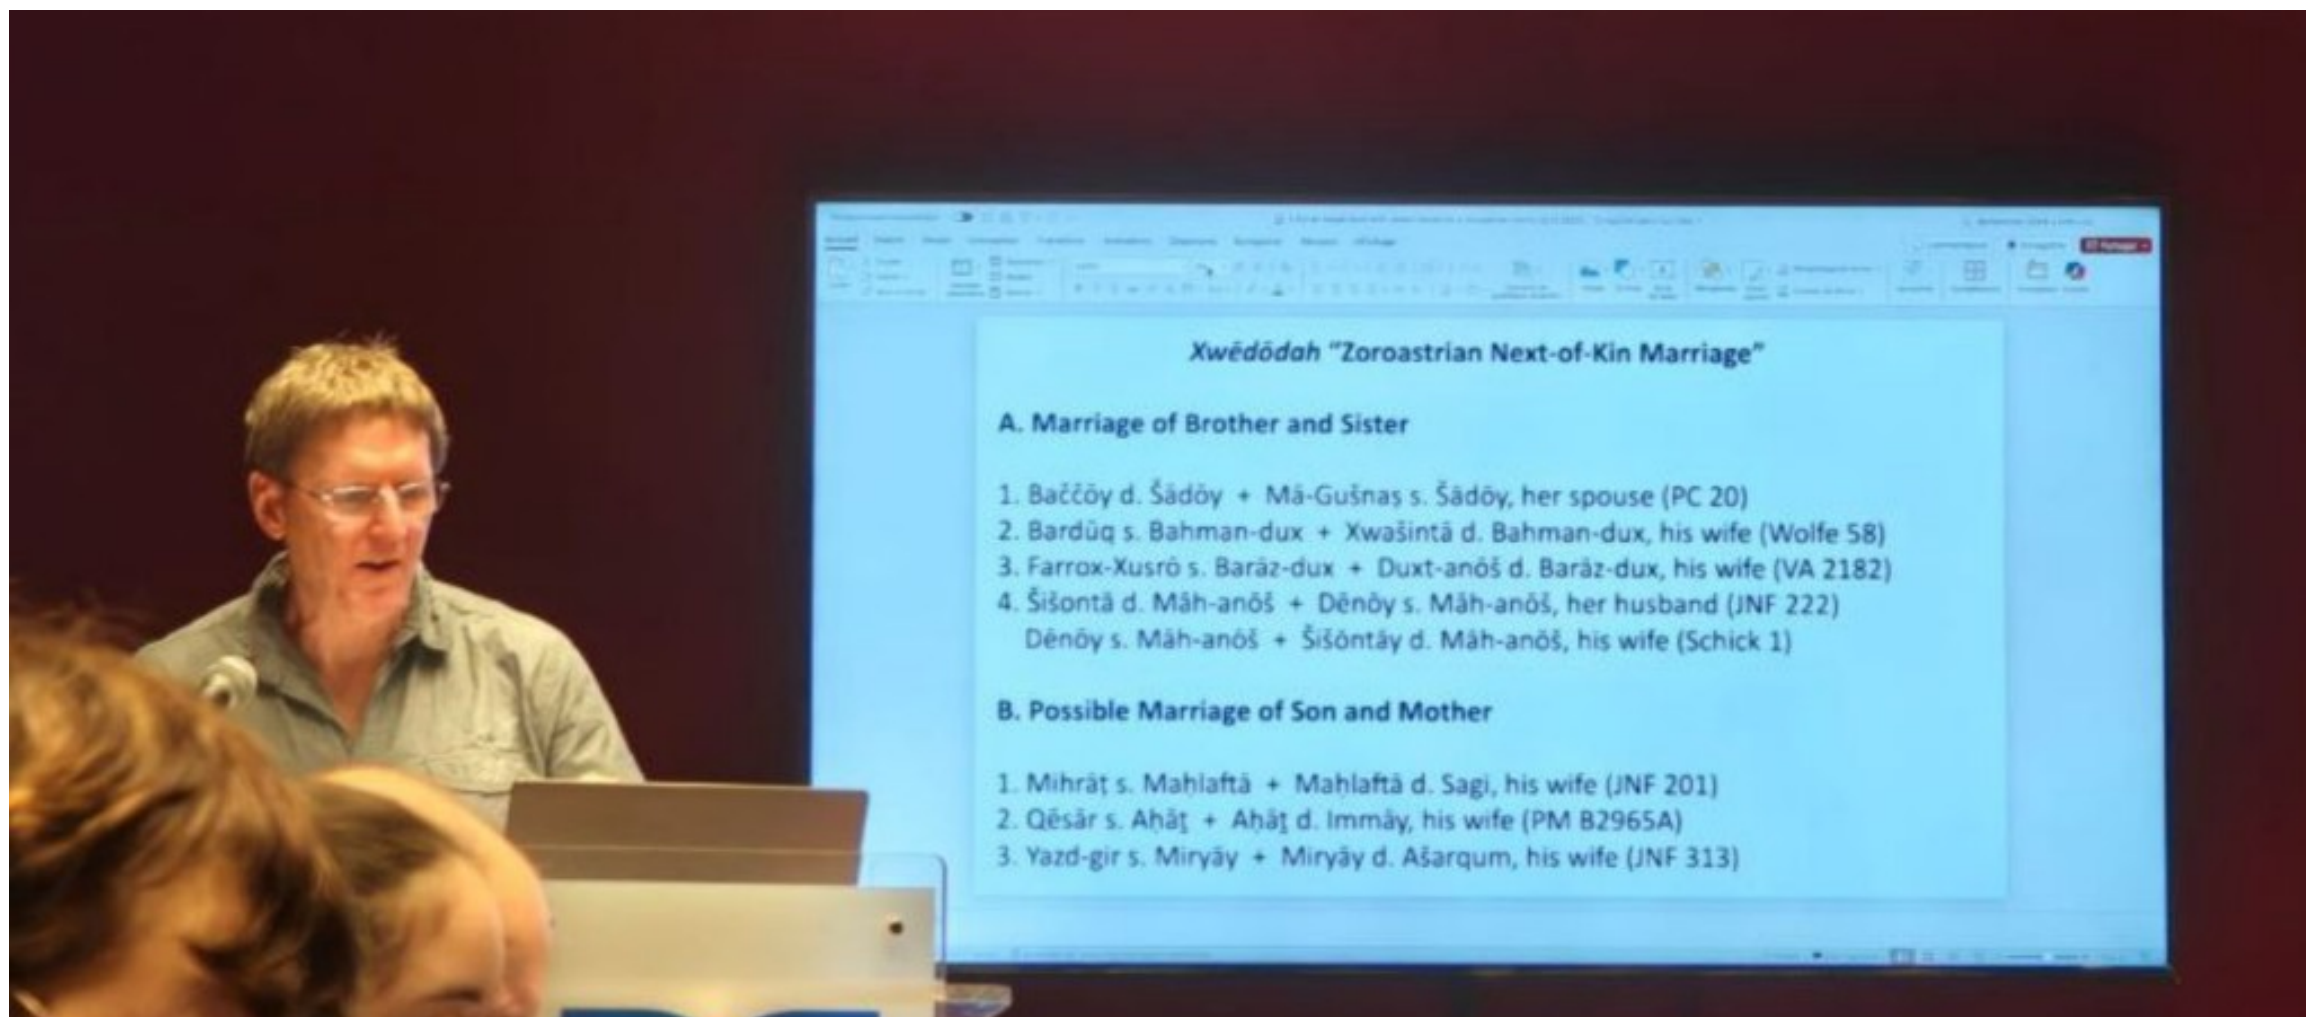 Xwēdōdah "Zoroastrian Next-of-Kin Marriage"
A. Marriage of Brother and Sister
1. Baččōy d. Šādōy + Mā-Gušnaṣ s. Šādōy, her spouse (PC 20)
2. Bardūq s. Bahman-dux + Xwašintā d. Bahman-dux, his wife (Wolfe 58)
3. Farrox-Xusrō s. Barāz-dux + Duxt-anōš d. Barāz-dux, his wife (VA 2182)
4. Šišontā d. Māh-anōš + Dēnōy s. Māh-anōš, her husband (JNF 222)
Dēnōy s. Māh-anōš + Šišōntāy d. Māh-anōš, his wife (Schick 1)
B. Possible Marriage of Son and Mother
1. Mihrāṭ s. Maḥlaftā + Maḥlaftā d. Sagi, his wife (JNF 201)
2. Qēsār s. Aḥāṯ + Aḥāṯ d. Immāy, his wife (PM B2965A)
3. Yazd-gir s. Miryāy + Miryāy d. Ašarqum, his wife (JNF 313)